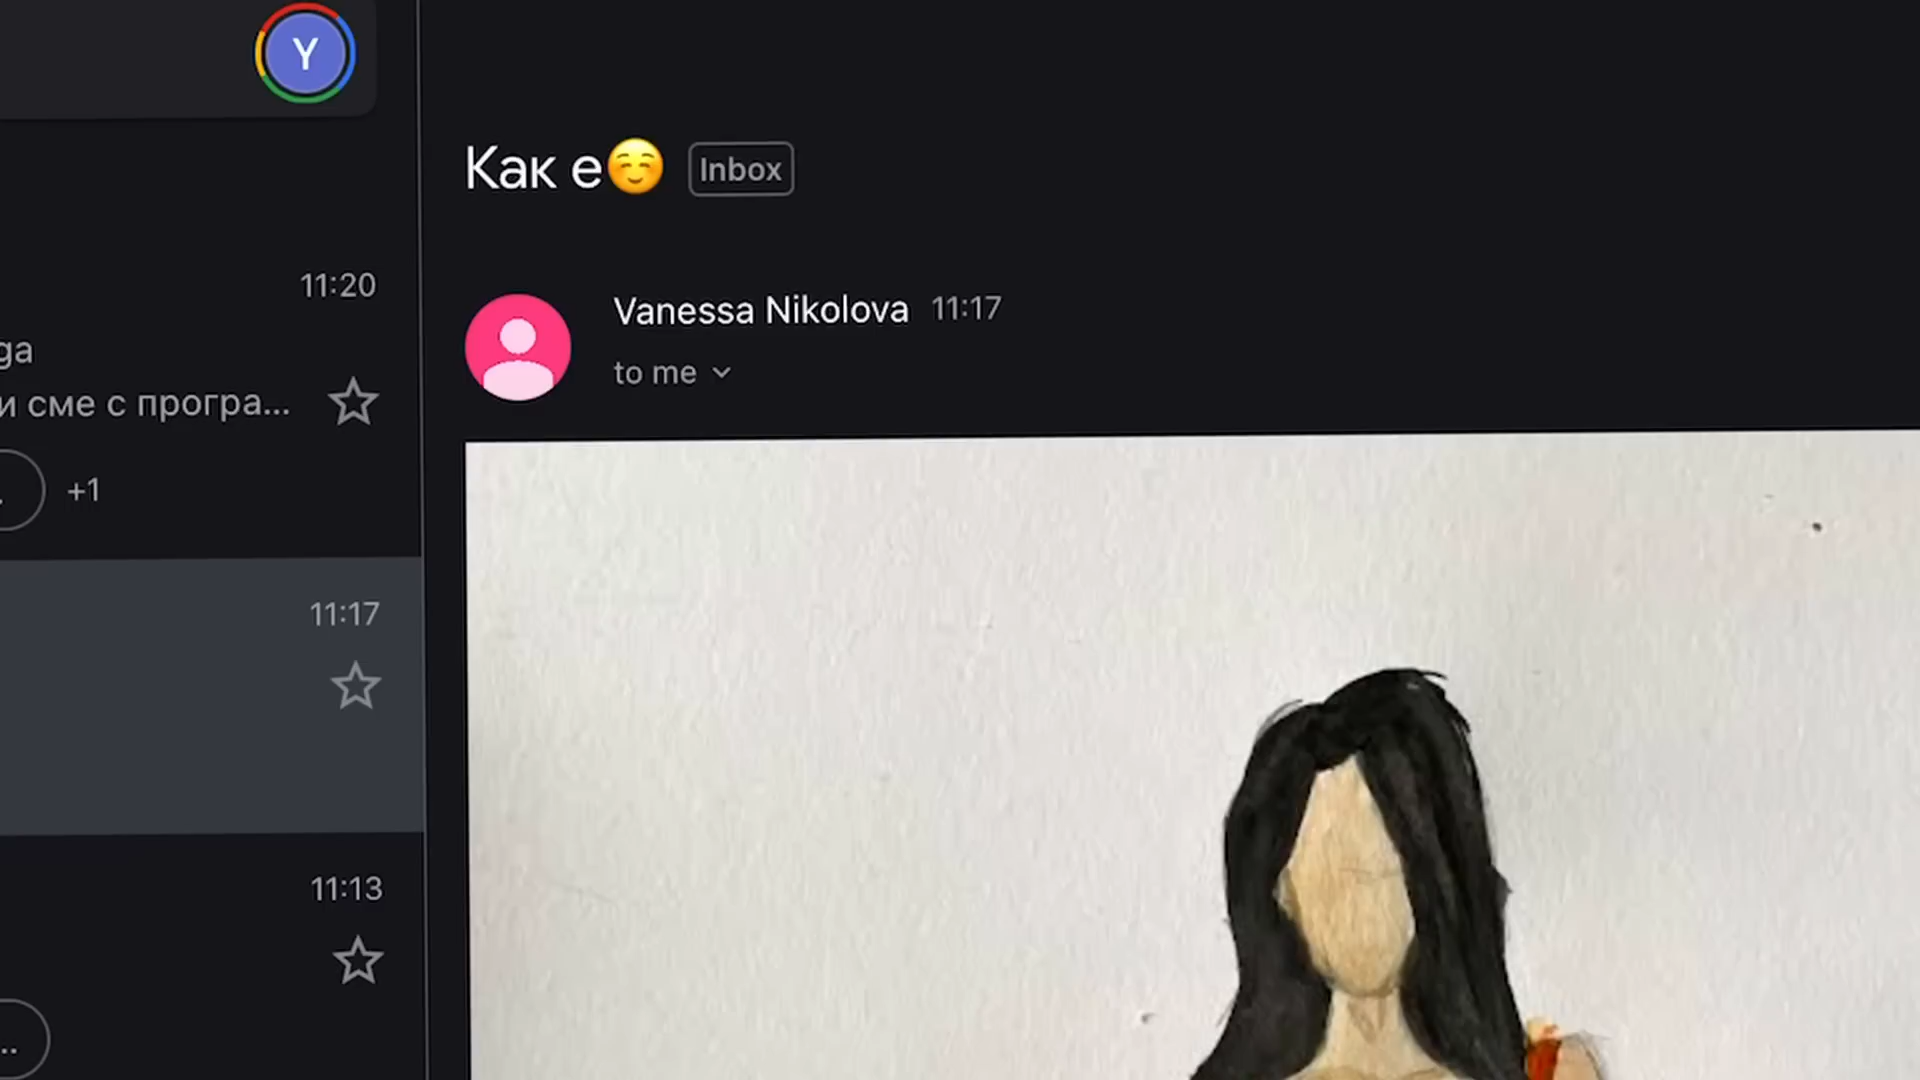 Y
11:20
ga
и сме с програ...
+1
11:17
11:13
Как е☺️ Inbox
Vanessa Nikolova 11:17
to me